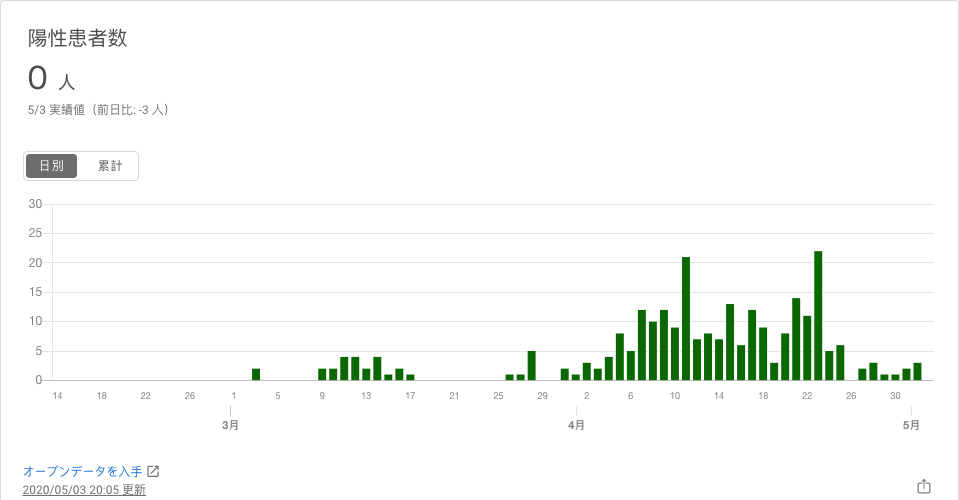 陽性患者数
0 人
5/3 実績値（前日比: -3 人）
日別 累計
30
25
20
15
10
5
0
14 18 22 26 1 5 9 13 17 21 25 29 2 6 10 14 18 22 26 30
3月 4月 5月
オープンデータを入手
2020/05/03 20:05 更新